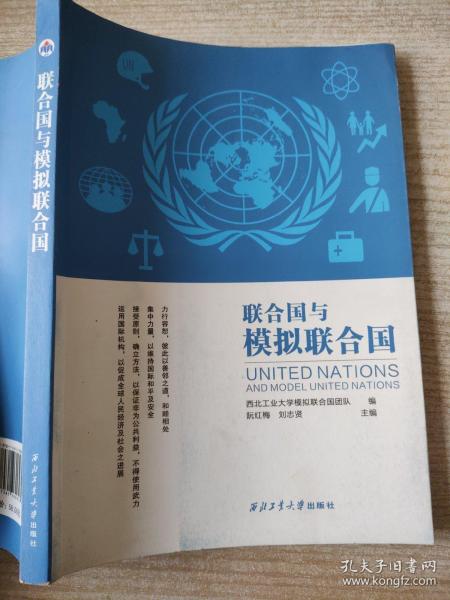 联合国与模拟联合国
西北工业大学
出版社
UN
联合国与
模拟联合国
UNITED NATIONS
AND MODEL UNITED NATIONS
西北工业大学模拟联合国团队 编
阮红梅 刘志贤 主编
力行容恕，彼此以善邻之道，和睦相处
集中力量，以维持国际和平及安全
接受原则，确立方法，以保证非为公共利益，不得使用武力
运用国际机构，以促成全球人民经济及社会之进展
西北工业大学出版社
孔夫子旧书网
www.kongfz.com